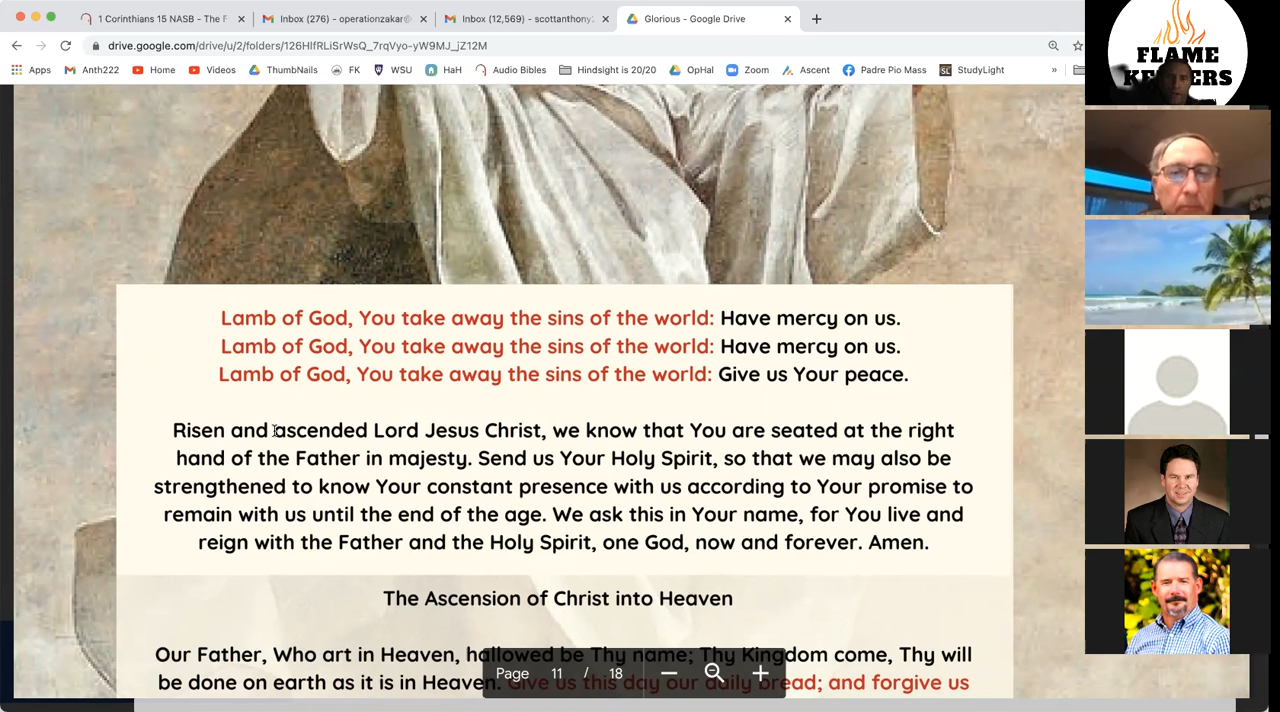 1 Corinthians 15 NASB - The F
Inbox (276) - operationzakar@
Inbox (12,569) - scottanthony
Glorious - Google Drive
drive.google.com/drive/u/2/folders/126HIfRLiSrWsQ_7rqVyo-yW9MJ_jZ12M
Apps Anth222 Home Videos ThumbNails FK WSU HaH Audio Bibles Hindsight is 20/20 OpHal Zoom Ascent Padre Pio Mass SL StudyLight »
FLAME
Lamb of God, You take away the sins of the world: Have mercy on us.
Lamb of God, You take away the sins of the world: Have mercy on us.
Lamb of God, You take away the sins of the world: Give us Your peace.
Risen and ascended Lord Jesus Christ, we know that You are seated at the right
hand of the Father in majesty. Send us Your Holy Spirit, so that we may also be
strengthened to know Your constant presence with us according to Your promise to
remain with us until the end of the age. We ask this in Your name, for You live and
reign with the Father and the Holy Spirit, one God, now and forever. Amen.
The Ascension of Christ into Heaven
Our Father, Who art in Heaven, hallowed be Thy name; Thy Kingdom come, Thy will
be done on earth as it is in Heaven. Give us this day our daily bread; and forgive us
Page 11 / 18